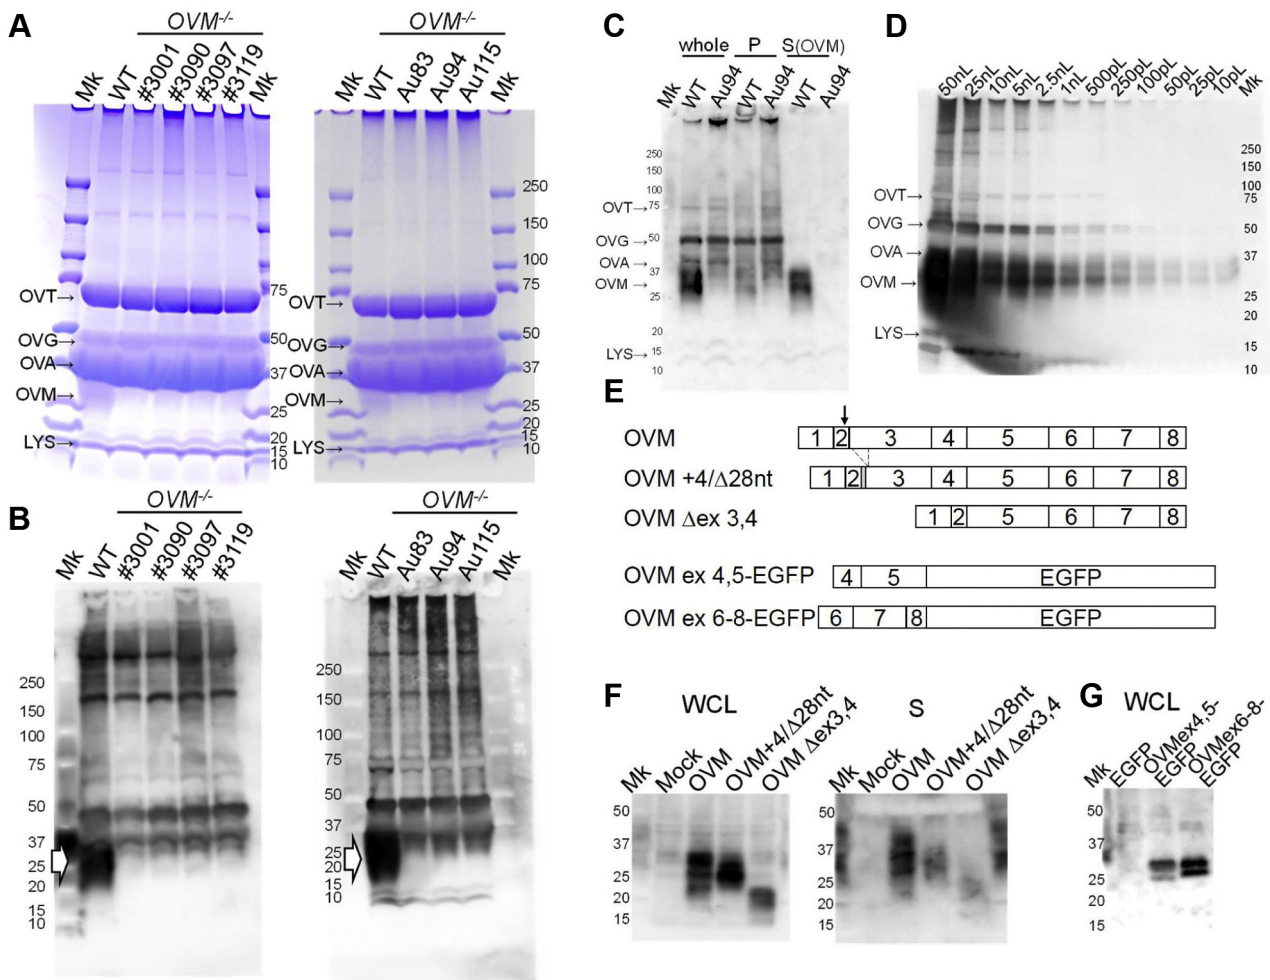 A
OVM-/-
Mk WT #3001 #3090 #3097 #3119 Mk
OVT→
OVG→
OVA→
OVM→
LYS→
75
50
37
25
20
15
10
OVM-/-
Mk WT Au83 Au94 Au115 Mk
OVT→
OVG→
OVA→
OVM→
LYS→
250
150
100
75
50
37
25
20
15
10
B
OVM-/-
Mk WT #3001 #3090 #3097 #3119
250
150
100
75
50
37
25
20
15
10
OVM-/-
Mk WT Au83 Au94 Au115 Mk
250
150
100
75
50
37
25
20
15
10
C
whole P S(OVM)
Mk WT Au94 WT Au94 WT Au94
250
150
100
OVT→75
OVG→50
OVA→
37
OVM→
25
20
LYS→15
10
D
50nL 25nL 10nL 5nL 2.5nL 1nL 500pL 250pL 100pL 50pL 25pL 10pL Mk
OVT→
OVG→
OVA→
OVM→
LYS→
250
150
100
75
50
37
25
20
15
10
E
OVM 1 2 3 4 5 6 7 8
OVM +4/Δ28nt 1 2 3 4 5 6 7 8
OVM Δex 3,4 1 2 5 6 7 8
OVM ex 4,5-EGFP 4 5 EGFP
OVM ex 6-8-EGFP 6 7 8 EGFP
F
WCL
Mk Mock OVM OVM+4/Δ28nt OVM Δex3,4
50
37
25
20
15
S
Mk Mock OVM OVM+4/Δ28nt OVM Δex3,4
50
37
25
20
15
G
WCL
Mk EGFP OVMex4,5-EGFP OVMex6-8-EGFP
50
37
25
20
15